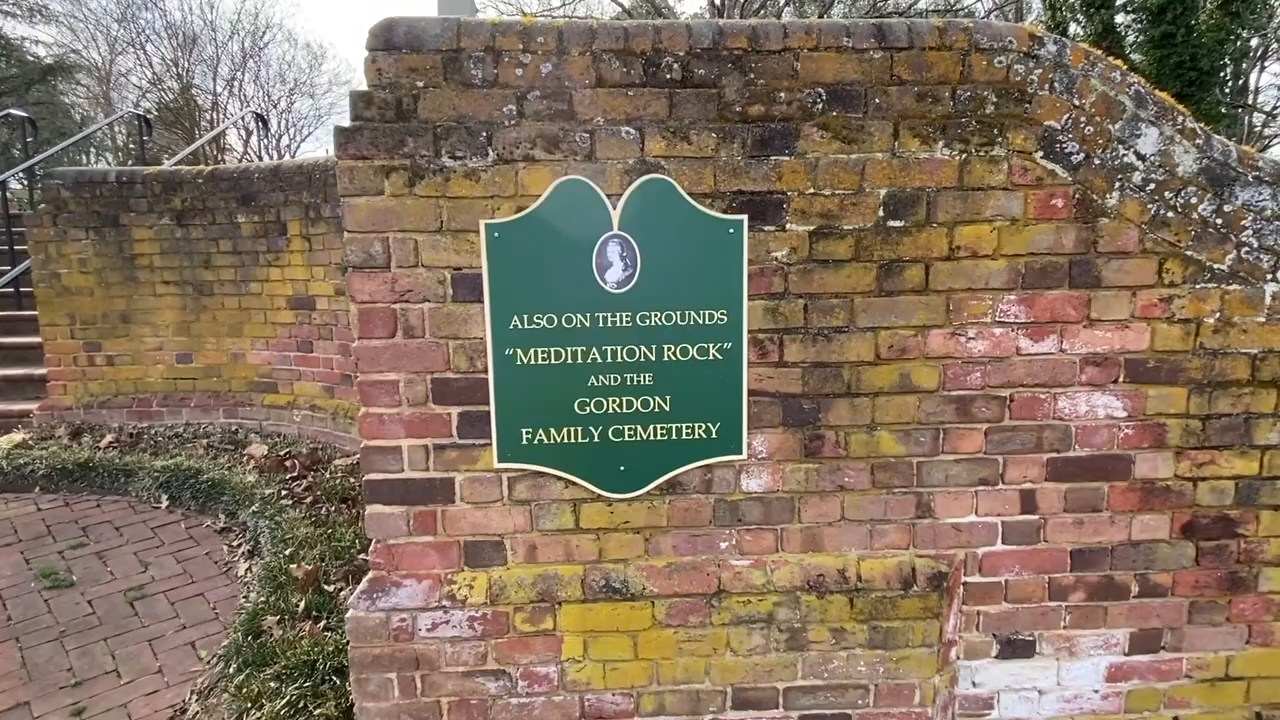 ALSO ON THE GROUNDS
“MEDITATION ROCK”
AND THE
GORDON
FAMILY CEMETERY